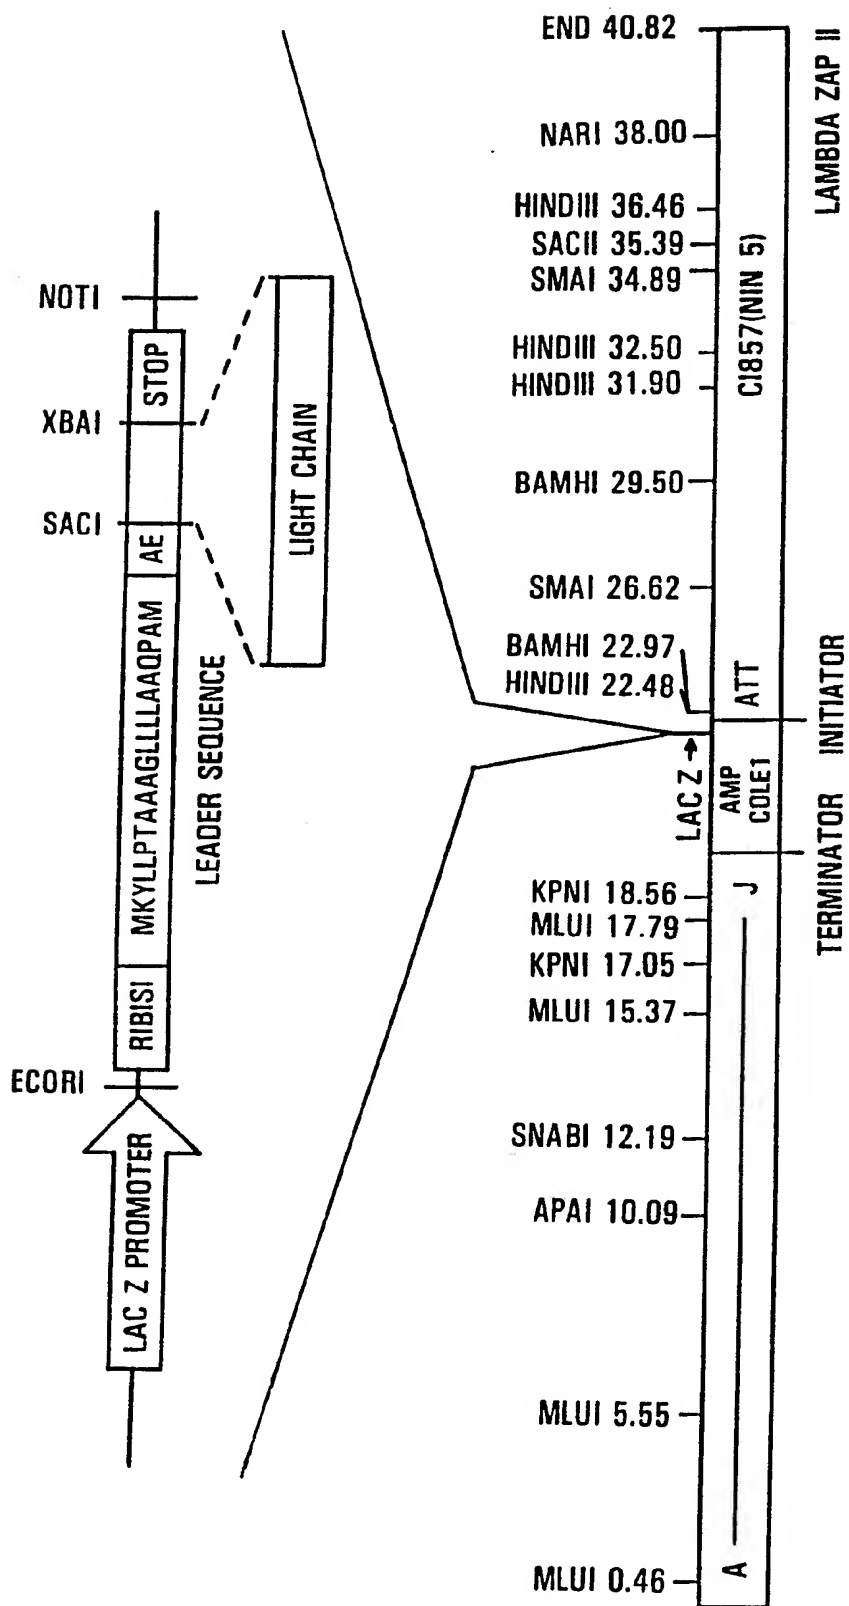 NOTI
XBAI
SACI
ECORI
STOP
AE
MKYLLPTAAAGLLLLAAQPAM
RIBISI
LAC Z PROMOTER
LEADER SEQUENCE
LIGHT CHAIN
END 40.82
NARI 38.00
HINDIII 36.46
SACII 35.39
SMAI 34.89
HINDIII 32.50
HINDIII 31.90
BAMHI 29.50
SMAI 26.62
BAMHI 22.97
HINDIII 22.48
LAC Z
KPNI 18.56
MLUI 17.79
KPNI 17.05
MLUI 15.37
SNABI 12.19
APAI 10.09
MLUI 5.55
MLUI 0.46
CI857(NIN 5)
ATT
AMP
COLE1
J
A
LAMBDA ZAP II
INITIATOR
TERMINATOR